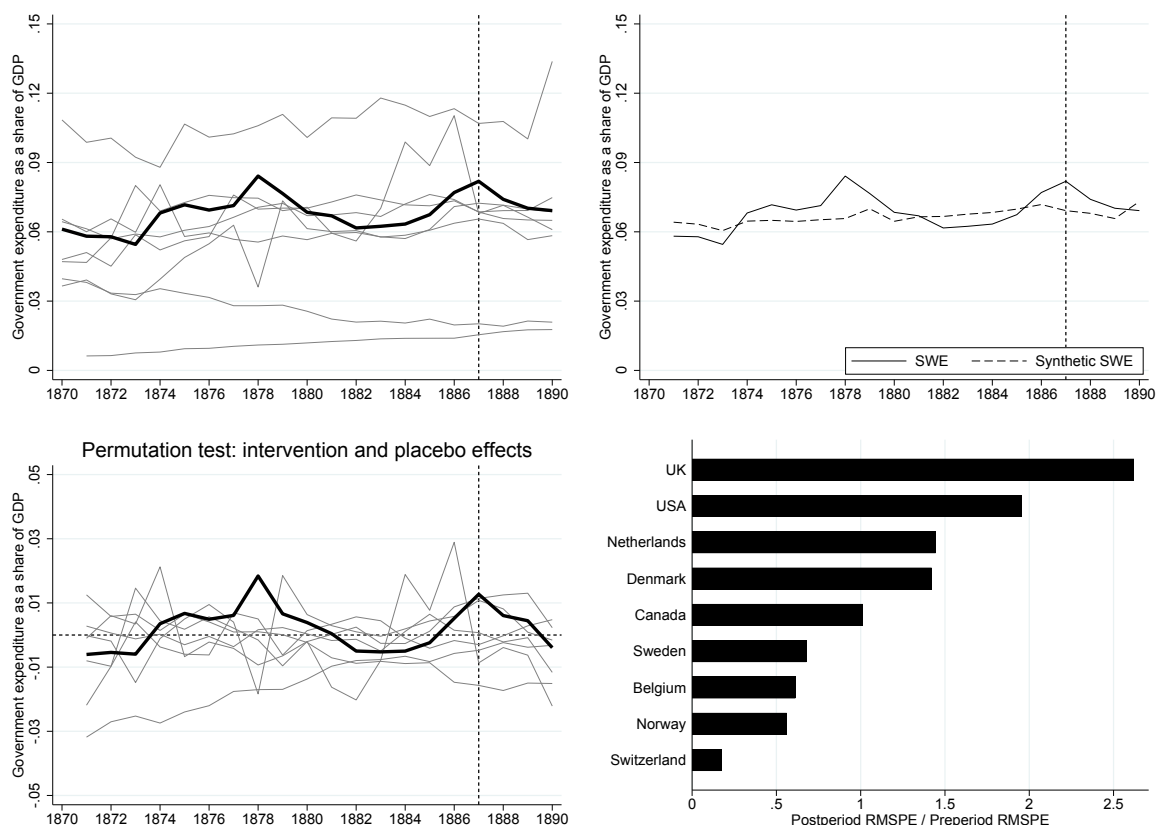 Government expenditure as a share of GDP
.15
.12
.09
.06
.03
0
1870 1872 1874 1876 1878 1880 1882 1884 1886 1888 1890
Government expenditure as a share of GDP
.15
.12
.09
.06
.03
0
SWE Synthetic SWE
1870 1872 1874 1876 1878 1880 1882 1884 1886 1888 1890
Permutation test: intervention and placebo effects
Government expenditure as a share of GDP
.05
.03
.01
-.01
-.03
-.05
1870 1872 1874 1876 1878 1880 1882 1884 1886 1888 1890
UK
USA
Netherlands
Denmark
Canada
Sweden
Belgium
Norway
Switzerland
0 .5 1 1.5 2 2.5
Postperiod RMSPE / Preperiod RMSPE